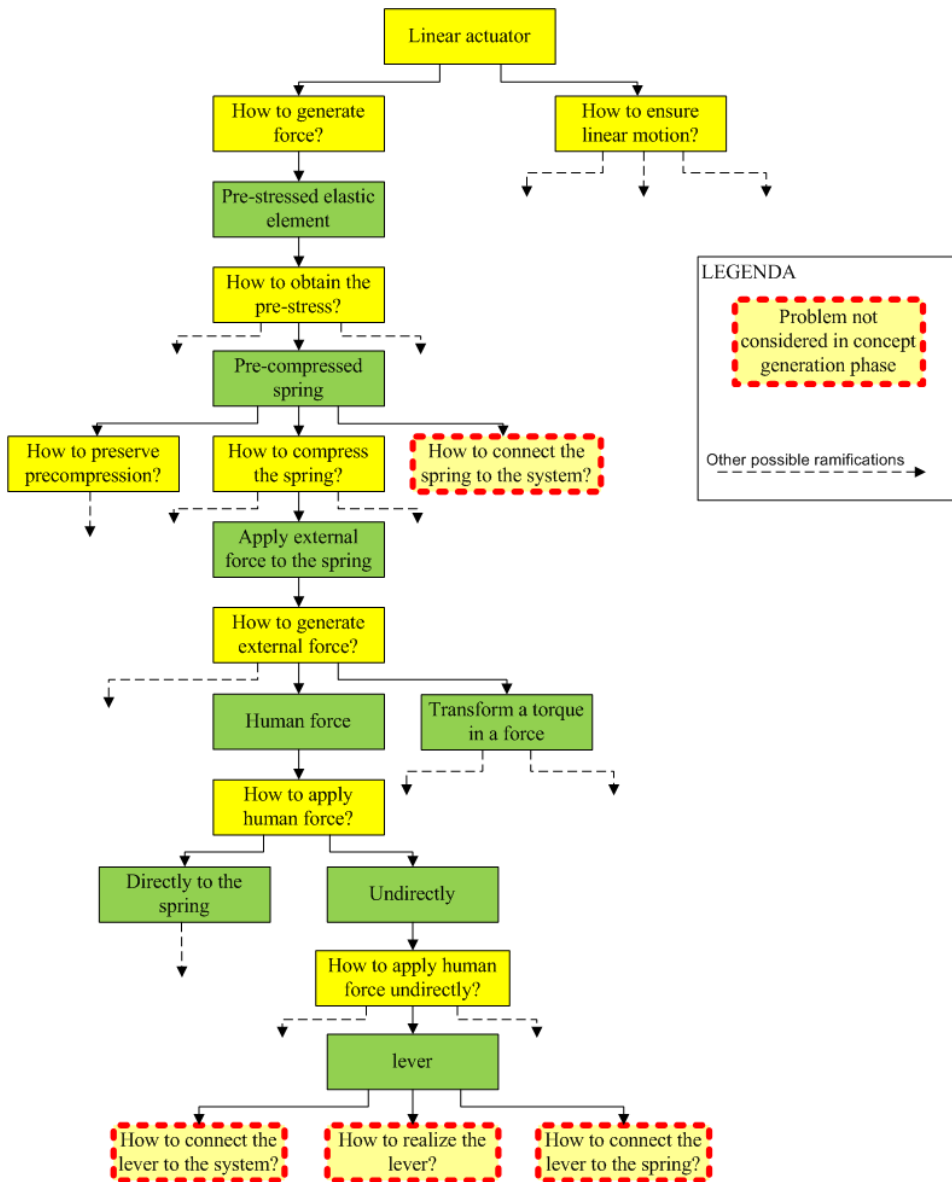 Linear actuator
How to generate
force?
How to ensure
linear motion?
Pre-stressed elastic
element
How to obtain the
pre-stress?
LEGENDA
Problem not
considered in concept
generation phase
Other possible ramifications
Pre-compressed
spring
How to preserve
precompression?
How to compress
the spring?
How to connect the
spring to the system?
Apply external
force to the spring
How to generate
external force?
Human force
Transform a torque
in a force
How to apply
human force?
Directly to the
spring
Undirectly
How to apply human
force undirectly?
lever
How to connect the
lever to the system?
How to realize the
lever?
How to connect the
lever to the spring?